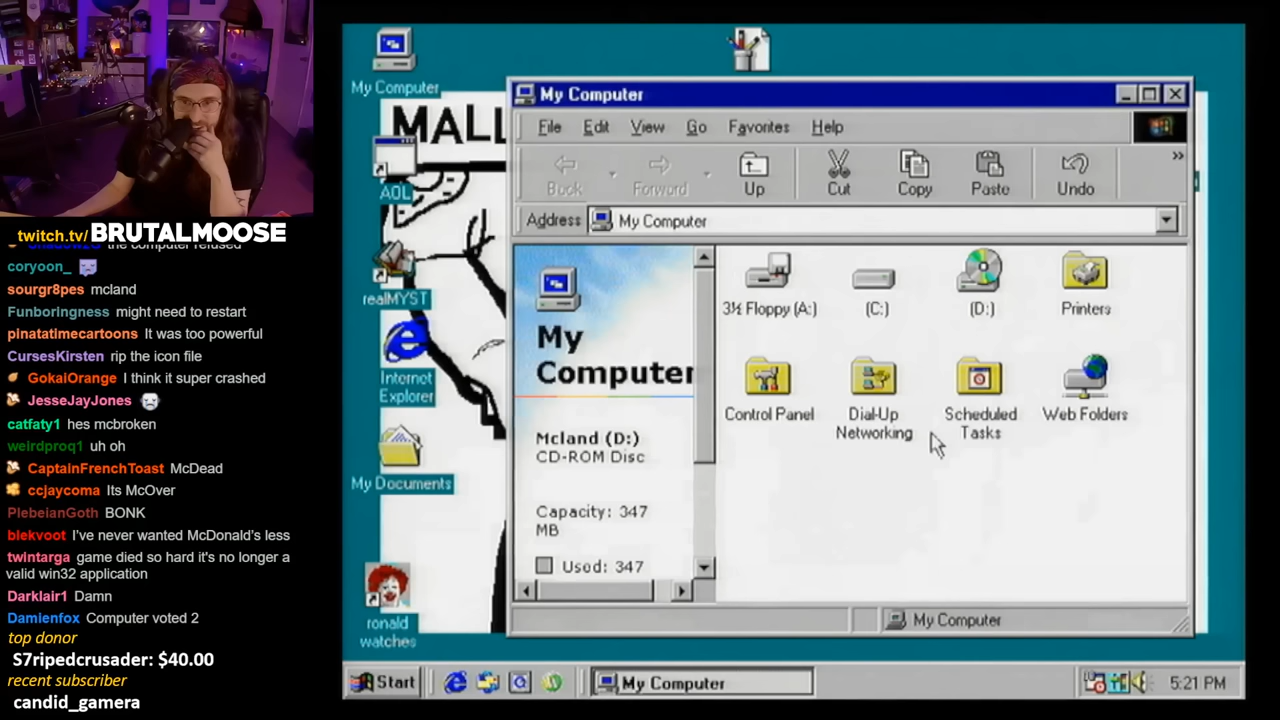 twitch.tv/BRUTALMOOSE
the computer refused
coryoon_
sourgr8pes mcland
Funboringness might need to restart
pinatatimecartoons It was too powerful
CursesKirsten rip the icon file
GokaiOrange I think it super crashed
JesseJayJones
catfaty1 hes mcbroken
weirdproq1 uh oh
CaptainFrenchToast McDead
ccjaycoma Its McOver
PlebeianGoth BONK
blekvoot I've never wanted McDonald's less
twintarga game died so hard it's no longer a
valid win32 application
Darklair1 Damn
Damienfox Computer voted 2
top donor
S7ripedcrusader: $40.00
recent subscriber
candid_gamera
My Computer
MALL
AOL
realMYST
Internet
Explorer
My Documents
ronald
watches
My Computer
File Edit View Go Favorites Help
Back Forward Up Cut Copy Paste Undo
»
Address My Computer
My
Computer
Mcland (D:)
CD-ROM Disc
Capacity: 347
MB
Used: 347
3½ Floppy (A:) (C:) (D:) Printers
Control Panel Dial-Up
Networking Scheduled
Tasks Web Folders
My Computer
Start My Computer 5:21 PM